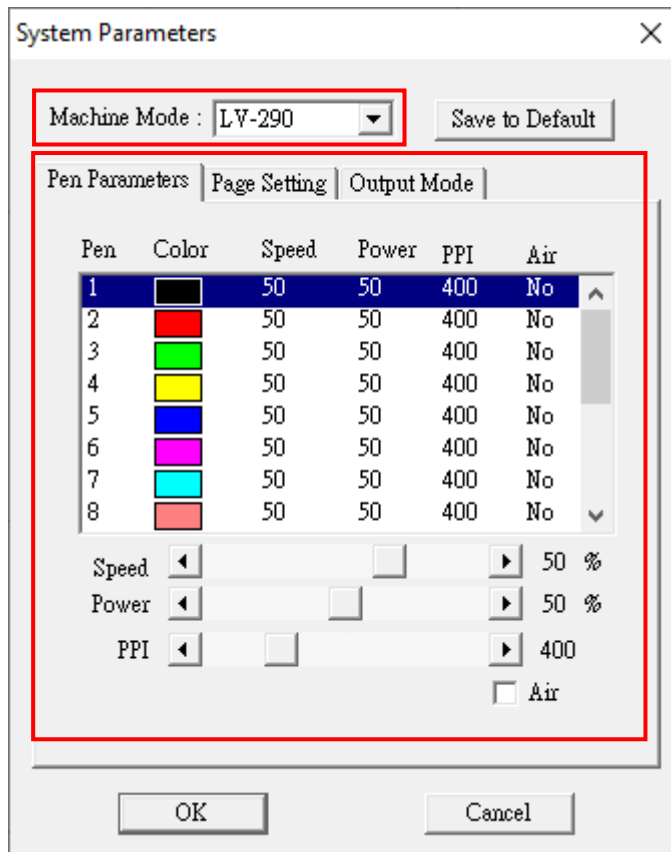 System Parameters
Machine Mode : LV-290 Save to Default
Pen Parameters Page Setting Output Mode
Pen Color Speed Power PPI Air
1 50 50 400 No
2 50 50 400 No
3 50 50 400 No
4 50 50 400 No
5 50 50 400 No
6 50 50 400 No
7 50 50 400 No
8 50 50 400 No
Speed 50 %
Power 50 %
PPI 400
Air
OK Cancel